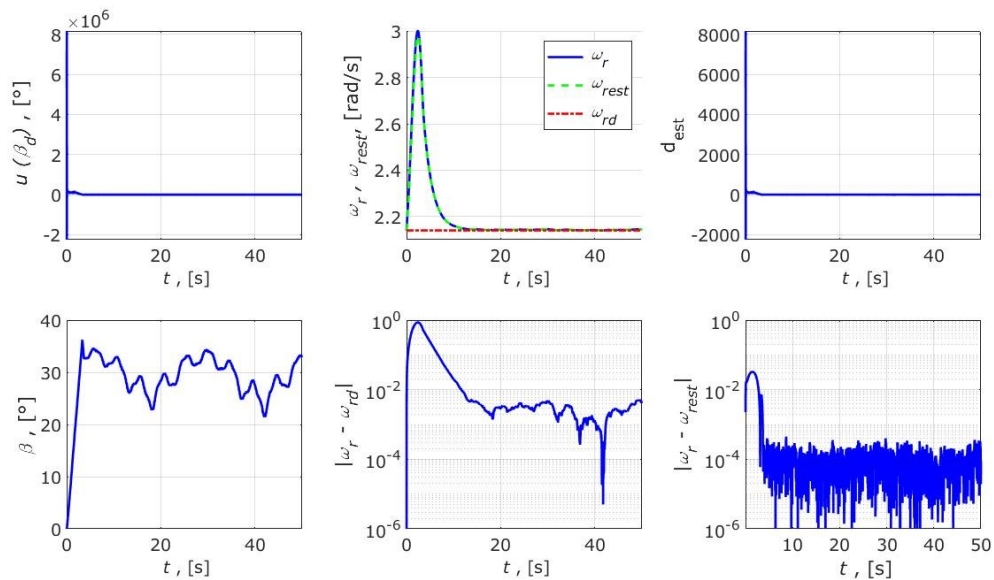 ×10⁶
8
6
4
2
0
-2
0 20 40
u (β_d) , [°]
t , [s]
3
2.8
2.6
2.4
2.2
0 20 40
ω_r , ω_rest, [rad/s]
t , [s]
ω_r
ω_rest
ω_rd
8000
6000
4000
2000
0
-2000
0 20 40
d_est
t , [s]
40
30
20
10
0
0 20 40
β , [°]
t , [s]
10⁰
10⁻²
10⁻⁴
10⁻⁶
0 20 40
|ω_r - ω_rd|
t , [s]
10⁰
10⁻²
10⁻⁴
10⁻⁶
10 20 30 40 50
|ω_r - ω_rest|
t , [s]